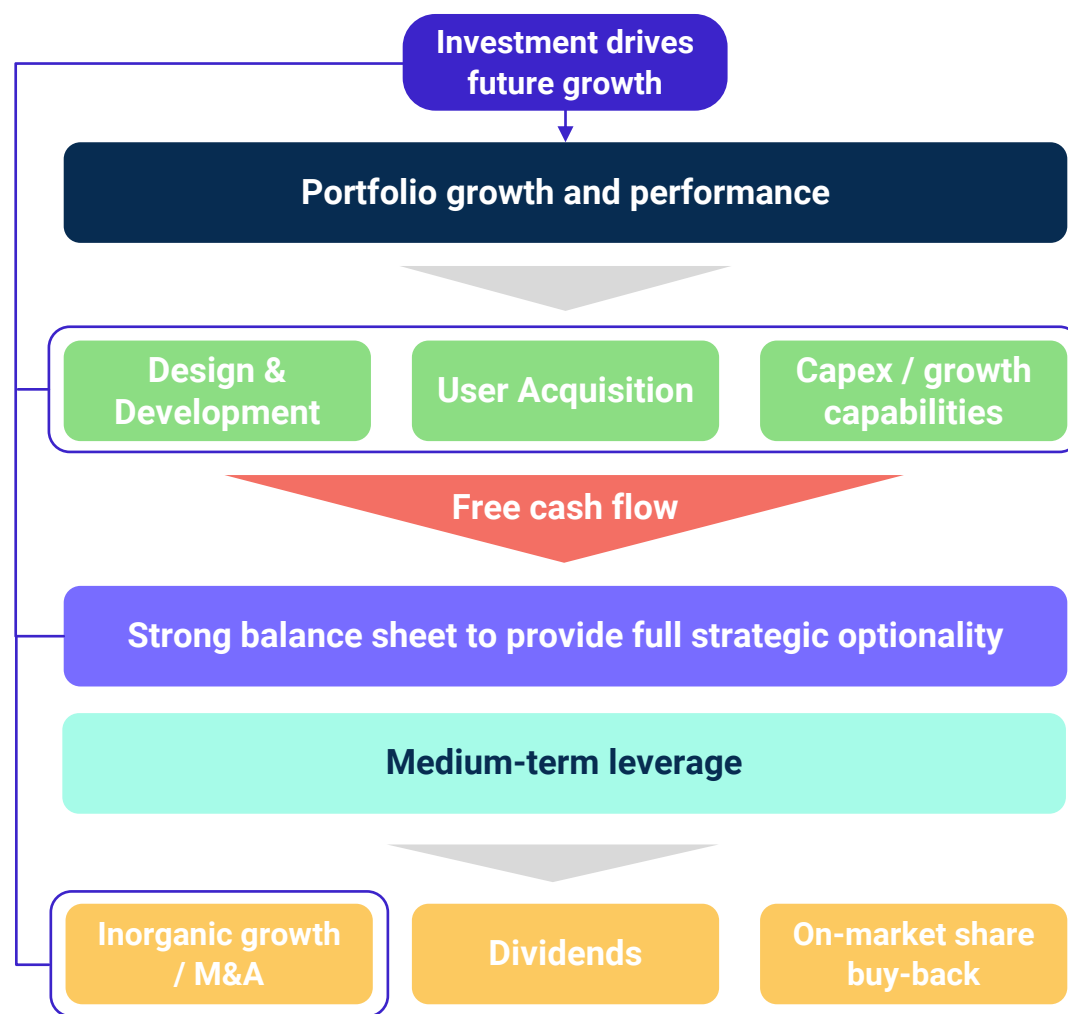 Investment drives
future growth
Portfolio growth and performance
Design &
Development
User Acquisition
Capex / growth
capabilities
Free cash flow
Strong balance sheet to provide full strategic optionality
Medium-term leverage
Inorganic growth
/ M&A
Dividends
On-market share
buy-back